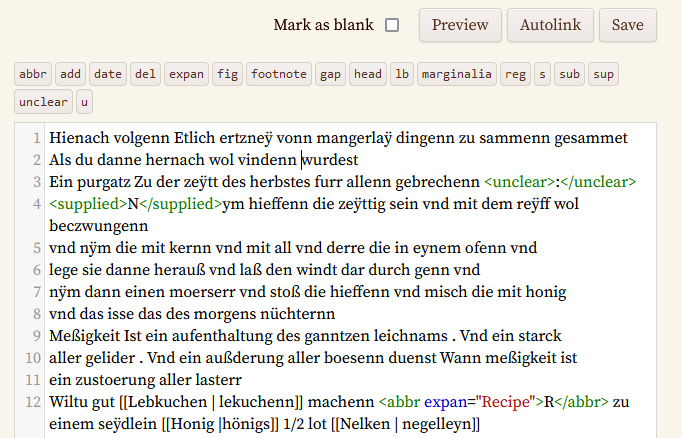 Mark as blank Preview Autolink Save
abbr add date del expan fig footnote gap head lb marginalia reg s sub sup
unclear u
1 Hienach volgenn Etlich ertzneÿ vonn mangerlaÿ dingenn zu sammenn gesammet
2 Als du danne hernach wol vindenn wurdest
3 Ein purgatz Zu der zeÿtt des herbstes furr allenn gebrechenn <unclear>:</unclear>
4 <supplied>N</supplied>ym hieffenn die zeÿttig sein vnd mit dem reÿff wol
beczwungenn
5 vnd nÿm die mit kernn vnd mit all vnd derre die in eynem ofenn vnd
6 lege sie danne herauß vnd laß den windt dar durch genn vnd
7 nÿm dann einen moerserr vnd stoß die hieffenn vnd misch die mit honig
8 vnd das isse das des morgens nüchternn
9 Meßigkeit Ist ein aufenthaltung des ganntzen leichnams . Vnd ein starck
10 aller gelider . Vnd ein außderung aller boesenn duenst Wann meßigkeit ist
11 ein zustoerung aller lasterr
12 Wiltu gut [[Lebkuchen | lekuchenn]] machenn <abbr expan="Recipe">R</abbr> zu
einem seÿdlein [[Honig |hönigs]] 1/2 lot [[Nelken | negelleyn]]